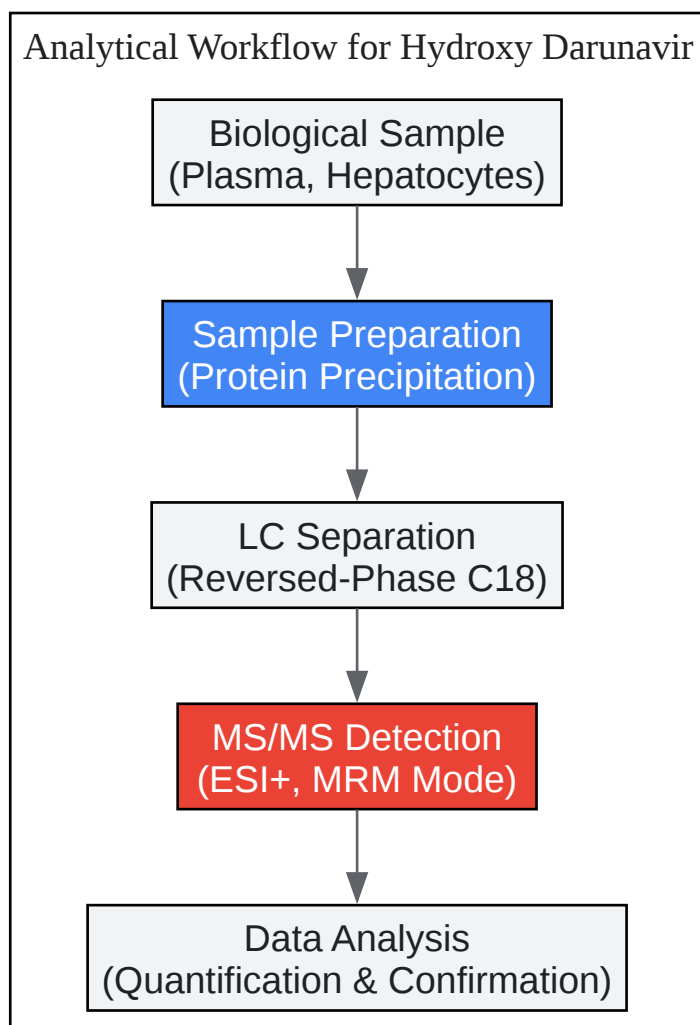 Analytical Workflow for Hydroxy Darunavir
Biological Sample
(Plasma, Hepatocytes)
Sample Preparation
(Protein Precipitation)
LC Separation
(Reversed-Phase C18)
MS/MS Detection
(ESI+, MRM Mode)
Data Analysis
(Quantification & Confirmation)